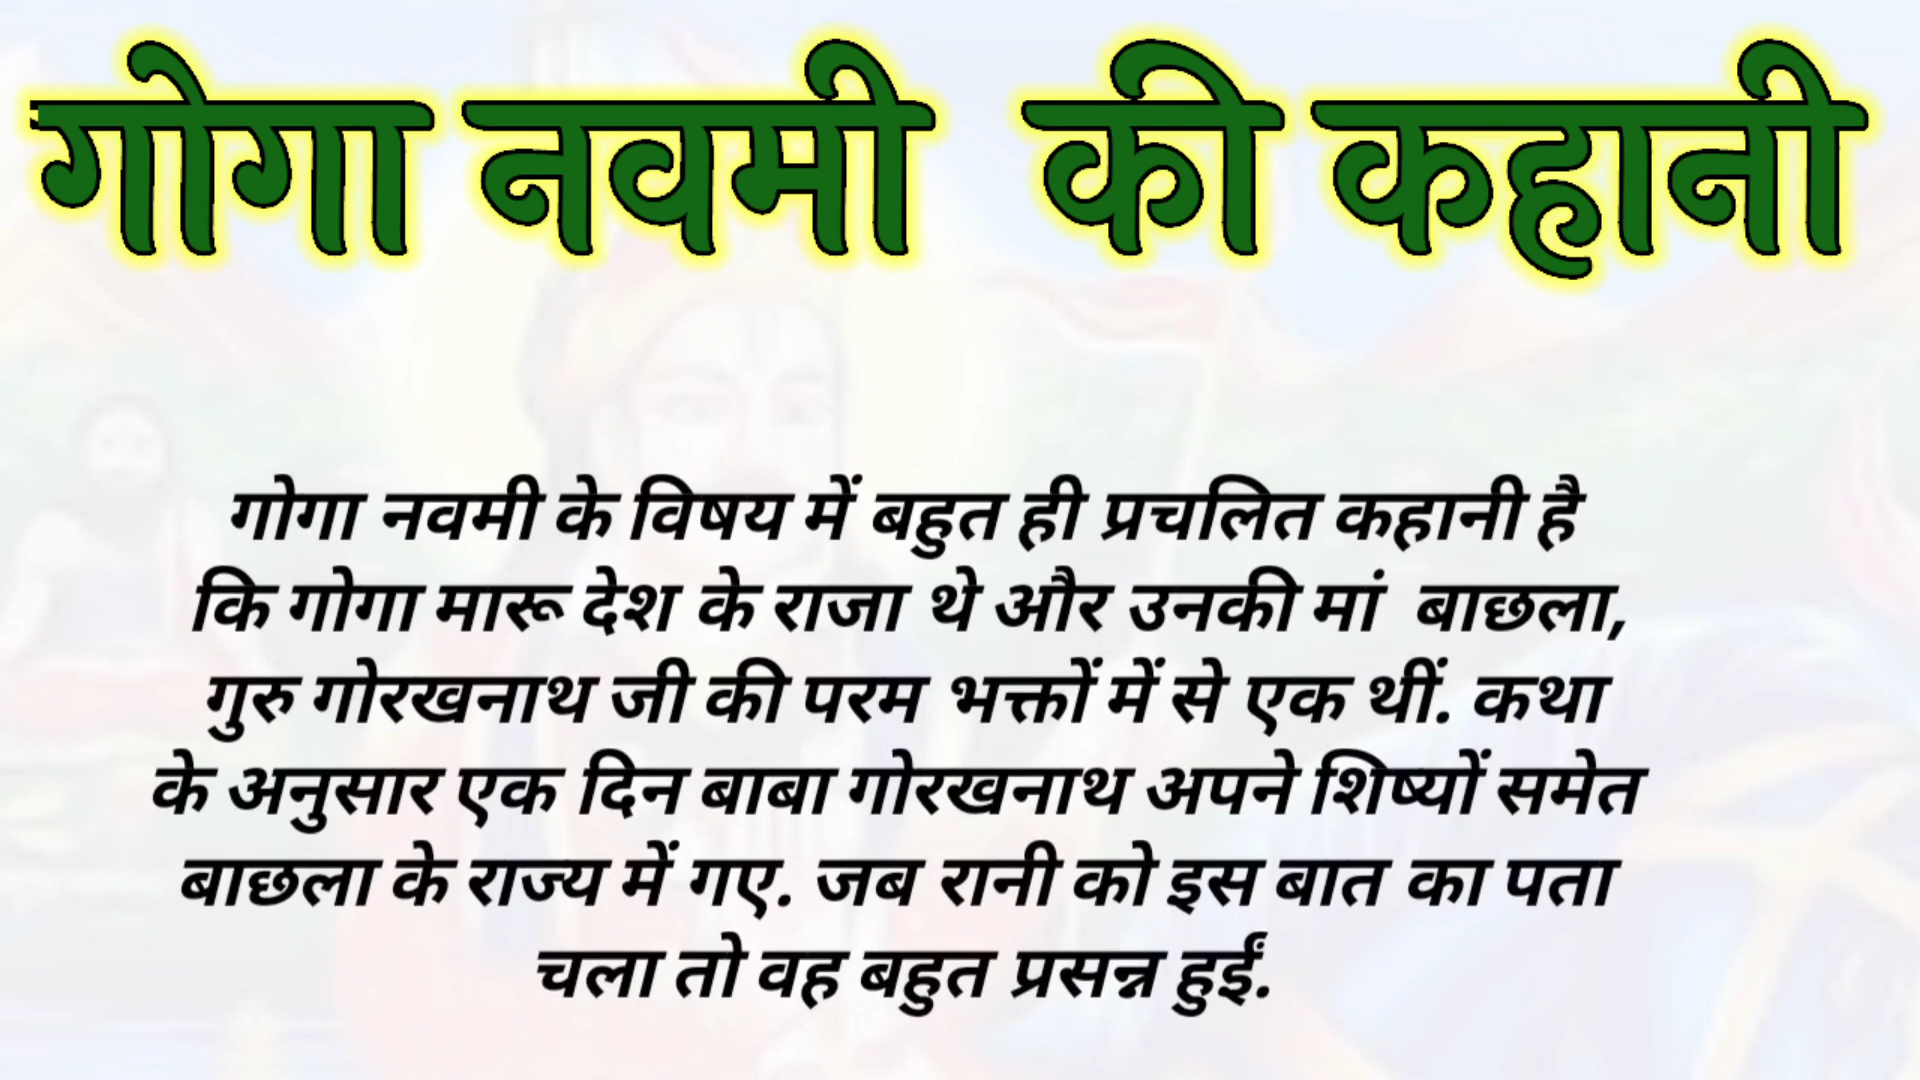 गोगा नवमी की कहानी
गोगा नवमी के विषय में बहुत ही प्रचलित कहानी है
कि गोगा मारू देश के राजा थे और उनकी मां बाछला,
गुरु गोरखनाथ जी की परम भक्तों में से एक थीं. कथा
के अनुसार एक दिन बाबा गोरखनाथ अपने शिष्यों समेत
बाछला के राज्य में गए. जब रानी को इस बात का पता
चला तो वह बहुत प्रसन्न हुईं.